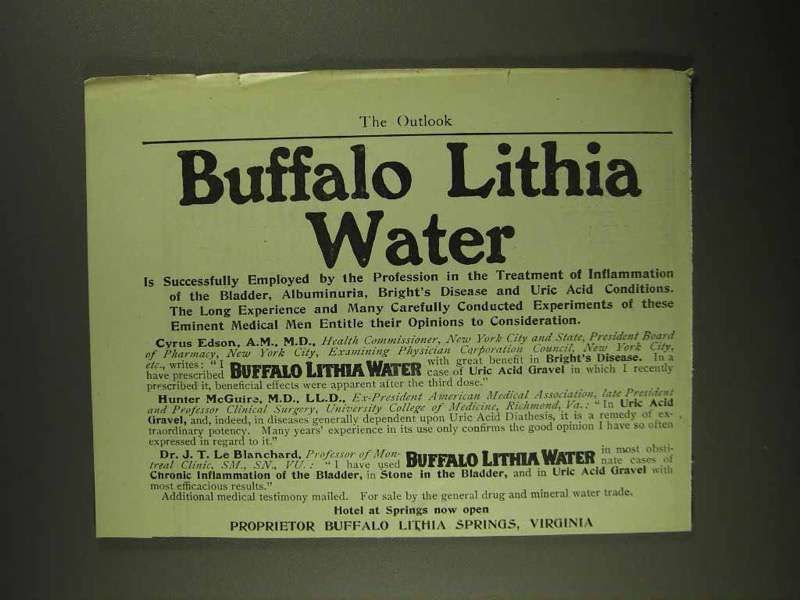 The Outlook
Buffalo Lithia
Water
Is Successfully Employed by the Profession in the Treatment of Inflammation
of the Bladder, Albuminuria, Bright's Disease and Uric Acid Conditions.
The Long Experience and Many Carefully Conducted Experiments of these
Eminent Medical Men Entitle their Opinions to Consideration.
Cyrus Edson, A.M., M.D., Health Commissioner, New York City and State, President Board
of Pharmacy, New York City, Examining Physician Corporation Council, New York City,
etc., writes: "I BUFFALO LITHIA WATER with great benefit in Bright's Disease. In a
have prescribed case of Uric Acid Gravel in which I recently
prescribed it, beneficial effects were apparent after the third dose."
Hunter McGuire, M.D., LL.D., Ex-President American Medical Association, late President
and Professor Clinical Surgery, University College of Medicine, Richmond, Va.: "In Uric Acid
Gravel, and, indeed, in diseases generally dependent upon Uric Acid Diathesis, it is a remedy of ex-
traordinary potency. Many years' experience in its use only confirms the good opinion I have so often
expressed in regard to it."
Dr. J. T. Le Blanchard, Professor of Mon- BUFFALO LITHIA WATER in most obsti-
treal Clinic, SM., SN., VU.: "I have used nate cases of
Chronic Inflammation of the Bladder, in Stone in the Bladder, and in Uric Acid Gravel with
most efficacious results."
Additional medical testimony mailed. For sale by the general drug and mineral water trade.
Hotel at Springs now open
PROPRIETOR BUFFALO LITHIA SPRINGS, VIRGINIA